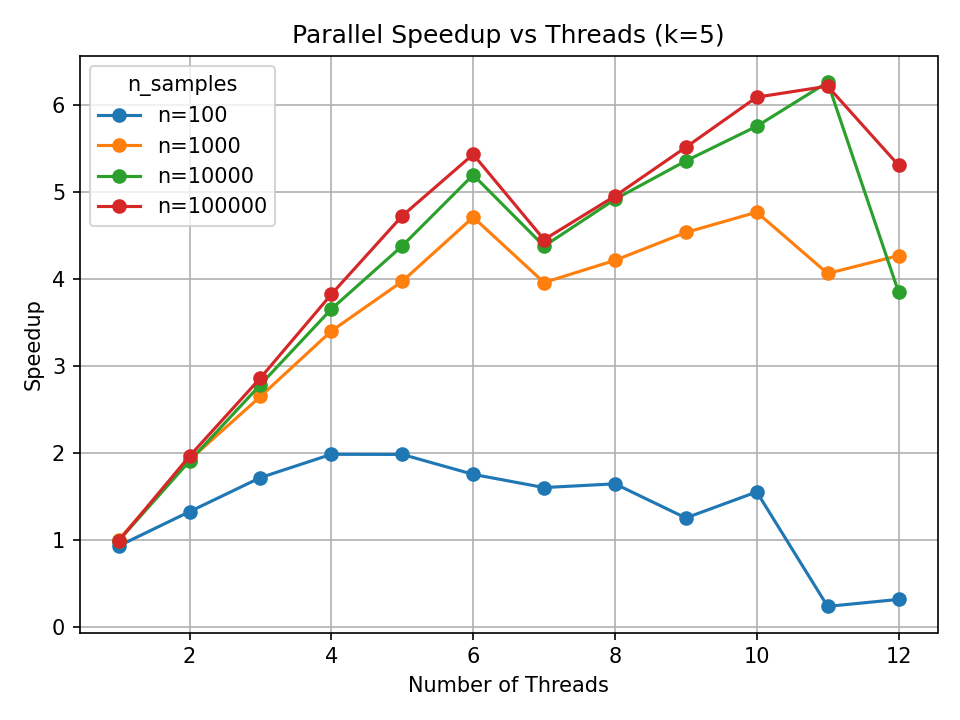 Parallel Speedup vs Threads (k=5)
n_samples
n=100
n=1000
n=10000
n=100000
Speedup
6
5
4
3
2
1
0
2 4 6 8 10 12
Number of Threads